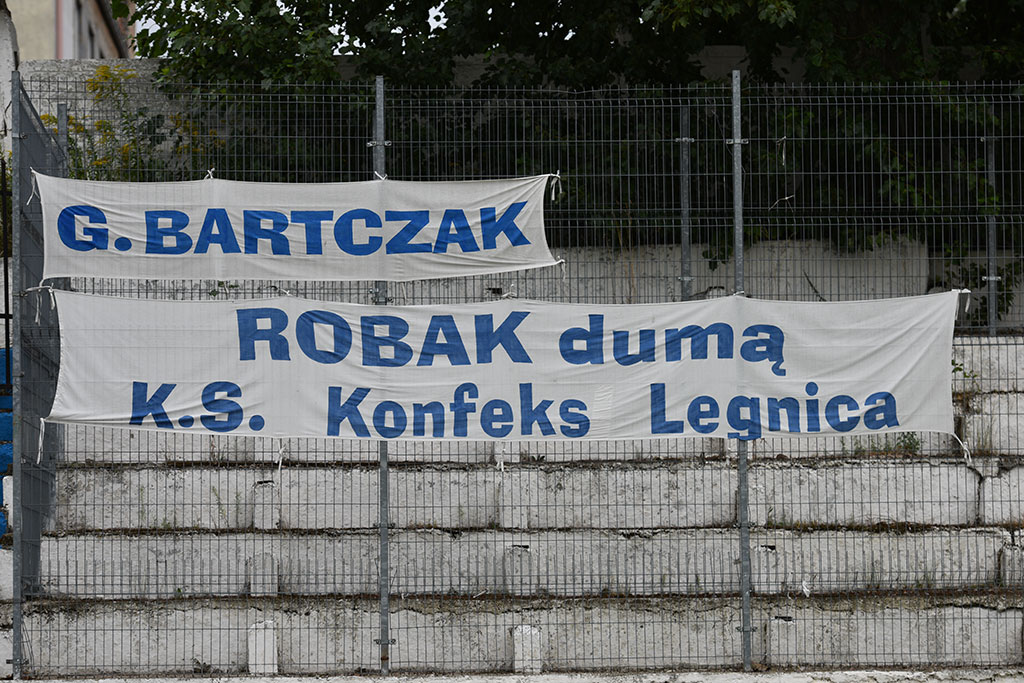 G. BARTCZAK
ROBAK dumą
K.S. Konfeks Legnica